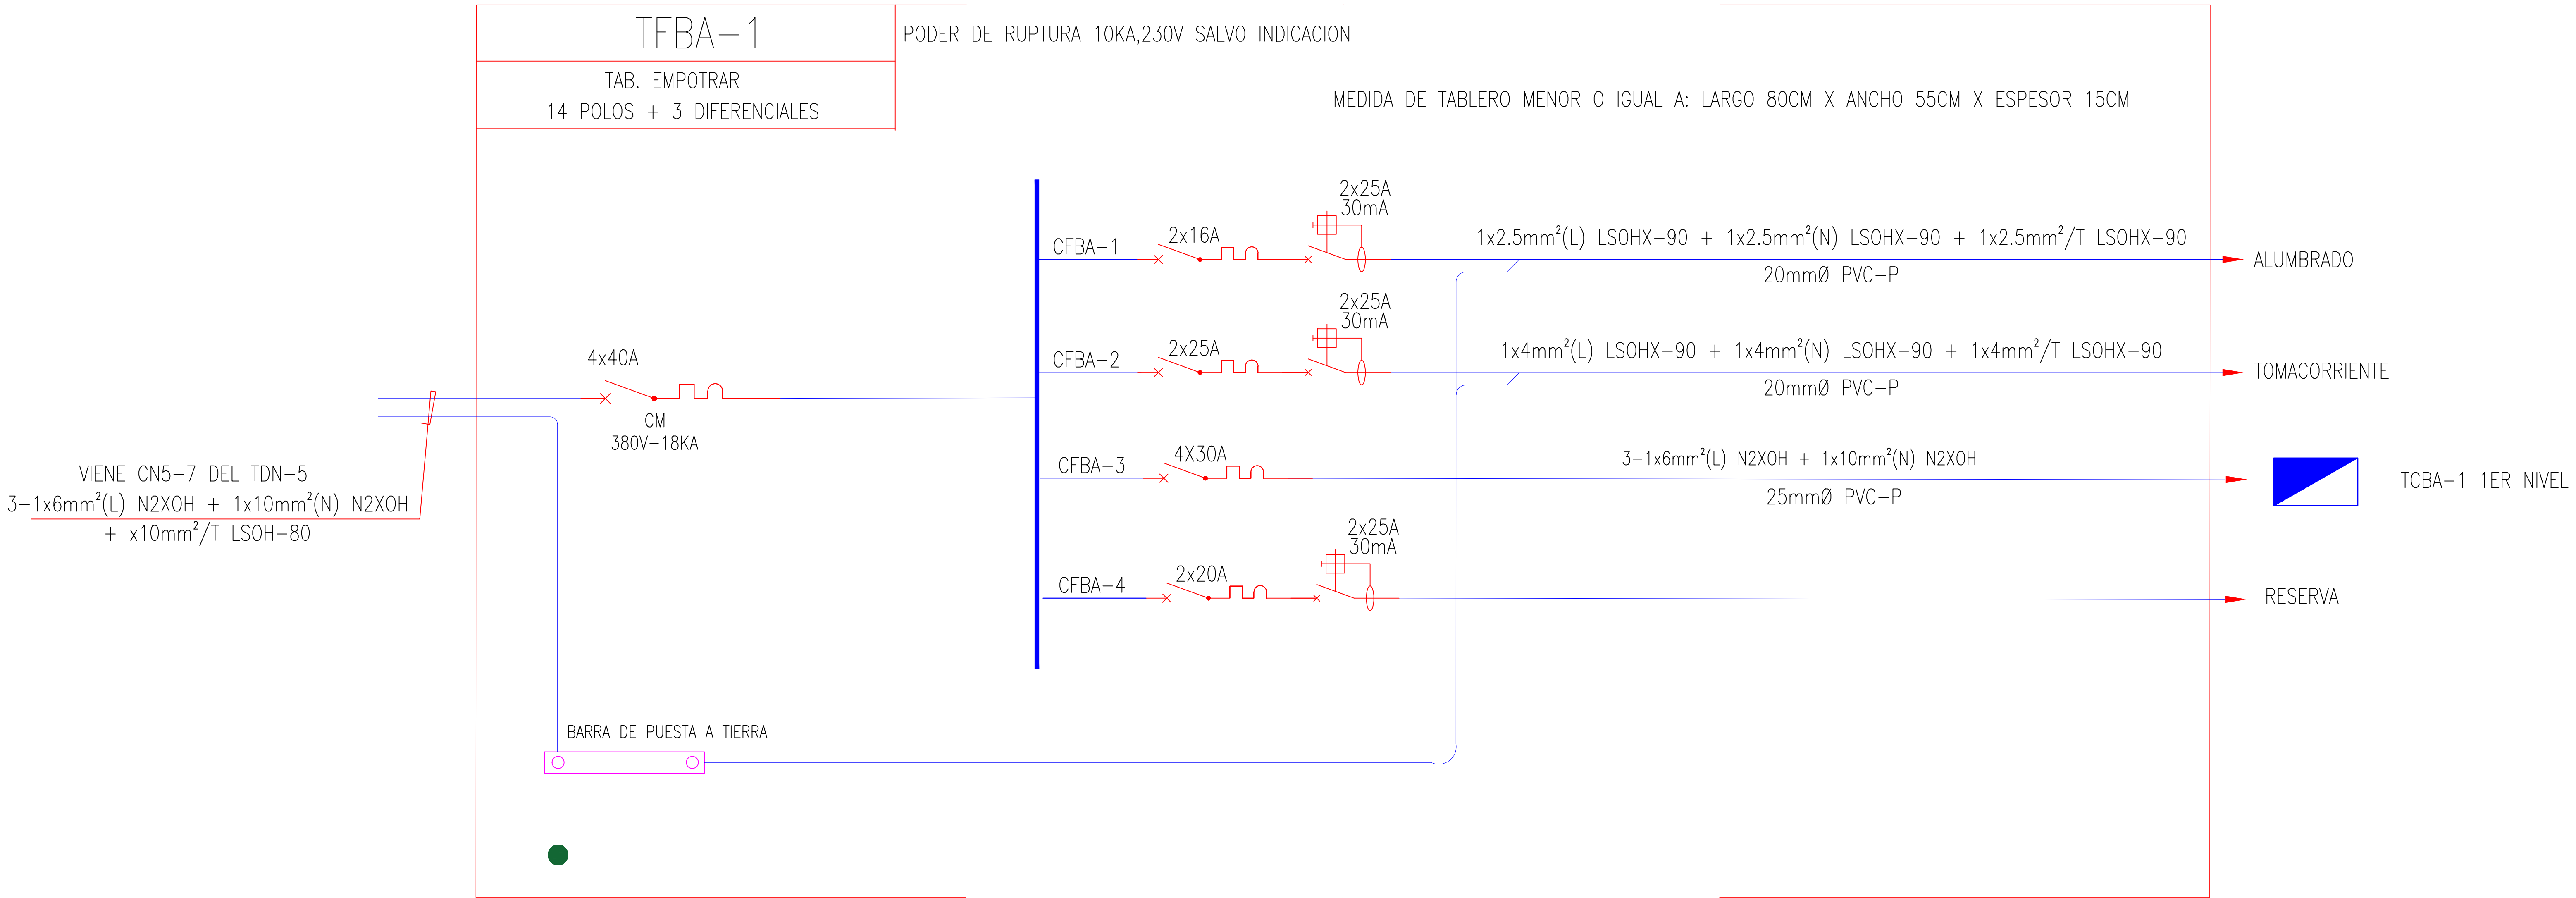 TFBA-1
PODER DE RUPTURA 10KA,230V SALVO INDICACION
TAB. EMPOTRAR
14 POLOS + 3 DIFERENCIALES
MEDIDA DE TABLERO MENOR O IGUAL A: LARGO 80CM X ANCHO 55CM X ESPESOR 15CM
CFBA-1
2x16A
2x25A
30mA
1x2.5mm²(L) LSOHX-90 + 1x2.5mm²(N) LSOHX-90 + 1x2.5mm²/T LSOHX-90
20mmØ PVC-P
ALUMBRADO
CFBA-2
2x25A
2x25A
30mA
1x4mm²(L) LSOHX-90 + 1x4mm²(N) LSOHX-90 + 1x4mm²/T LSOHX-90
20mmØ PVC-P
TOMACORRIENTE
4x40A
CM
380V-18KA
CFBA-3
4X30A
3-1x6mm²(L) N2XOH + 1x10mm²(N) N2XOH
25mmØ PVC-P
TCBA-1 1ER NIVEL
VIENE CN5-7 DEL TDN-5
3-1x6mm²(L) N2XOH + 1x10mm²(N) N2XOH
+ x10mm²/T LSOH-80
CFBA-4
2x20A
2x25A
30mA
RESERVA
BARRA DE PUESTA A TIERRA